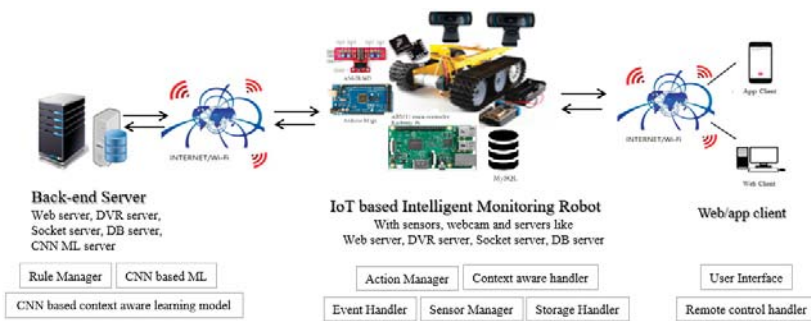 INTERNET/Wi-Fi
Back-end Server
Web server, DVR server,
Socket server, DB server,
CNN ML server
Rule Manager
CNN based ML
CNN based context aware learning model
MySQL
IoT based Intelligent Monitoring Robot
With sensors, webcam and servers like
Web server, DVR server, Socket server, DB server
Action Manager
Context aware handler
Event Handler
Sensor Manager
Storage Handler
INTERNET/Wi-Fi
App Client
Web Client
Web/app client
User Interface
Remote control handler